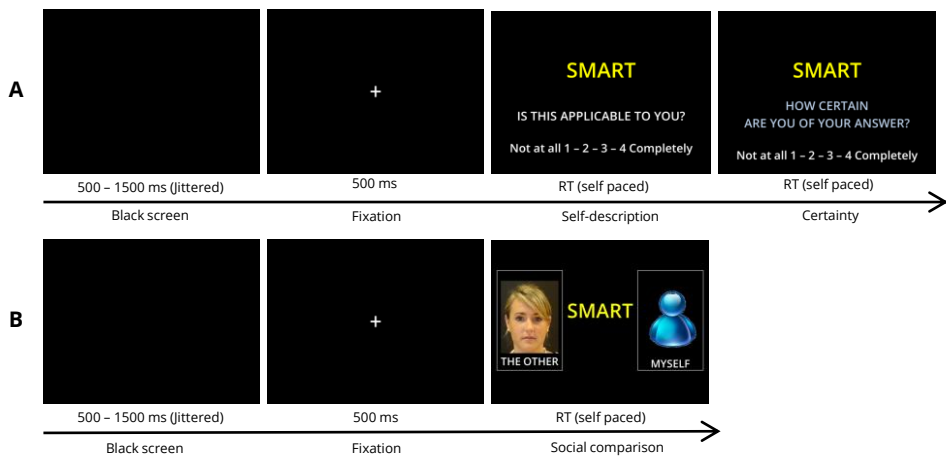 A
SMART
IS THIS APPLICABLE TO YOU?
Not at all 1 – 2 – 3 – 4 Completely
SMART
HOW CERTAIN
ARE YOU OF YOUR ANSWER?
Not at all 1 – 2 – 3 – 4 Completely
500 – 1500 ms (Jittered)
500 ms
RT (self paced)
RT (self paced)
Black screen
Fixation
Self-description
Certainty
B
SMART
THE OTHER
MYSELF
500 – 1500 ms (Jittered)
500 ms
RT (self paced)
Black screen
Fixation
Social comparison